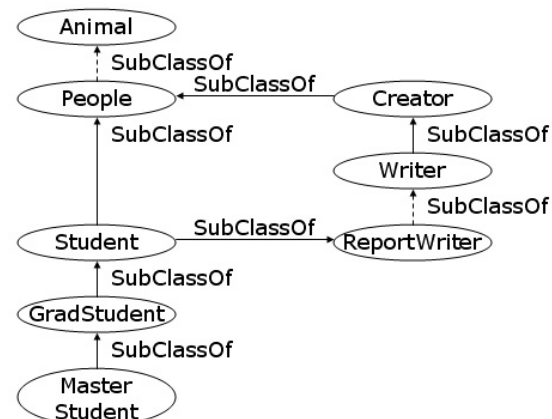 Animal
SubClassOf
SubClassOf
People
Creator
SubClassOf
SubClassOf
Writer
SubClassOf
SubClassOf
Student
ReportWriter
SubClassOf
GradStudent
SubClassOf
Master
Student